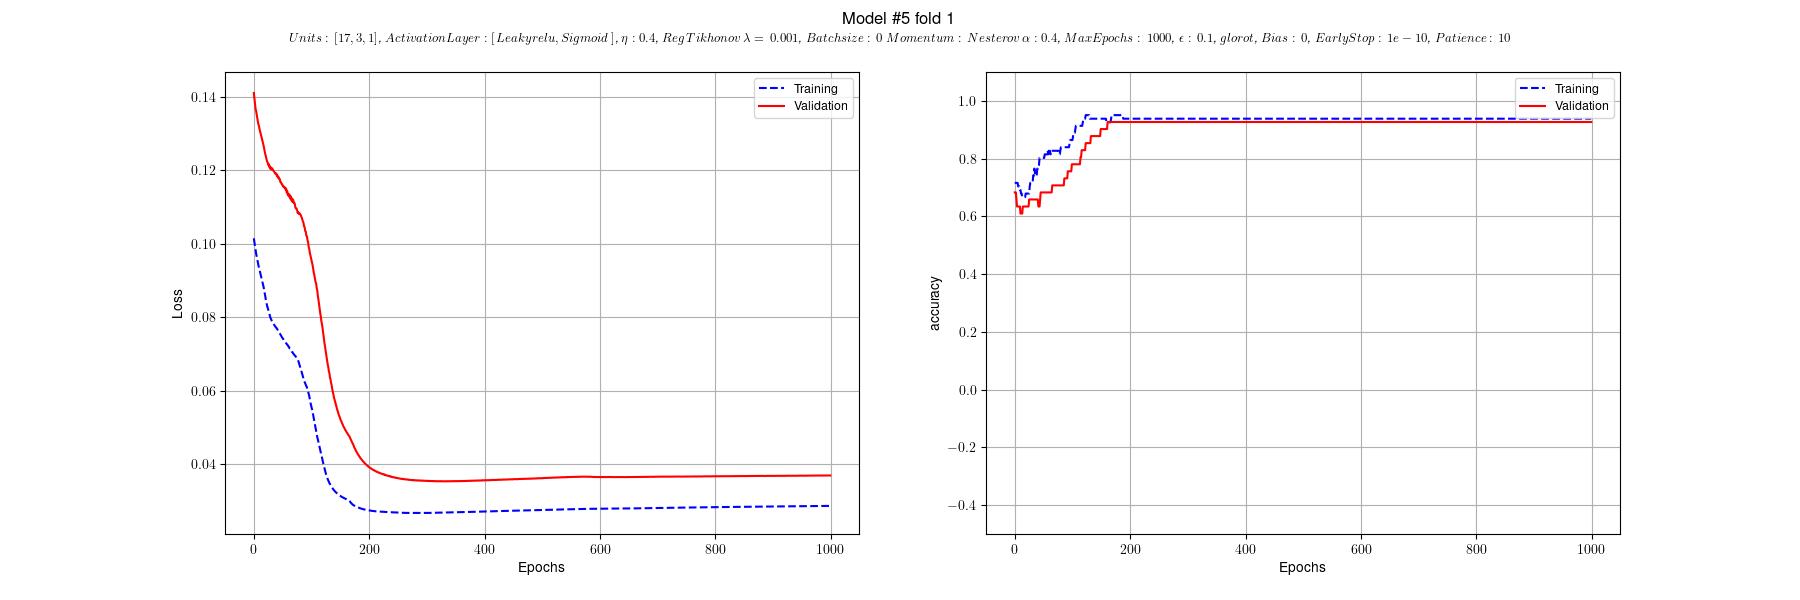 Model #5 fold 1
Units : [17, 3, 1], ActivationLayer : [Leakyrelu, Sigmoid], η : 0.4, RegTikhonov λ = 0.001, Batchsize : 0 Momentum : Nesterov α : 0.4, MaxEpochs : 1000, ϵ : 0.1, glorot, Bias : 0, EarlyStop : 1e − 10, Patience : 10
Loss
0.14
0.12
0.10
0.08
0.06
0.04
Training
Validation
0 200 400 600 800 1000
Epochs
accuracy
1.0
0.8
0.6
0.4
0.2
0.0
−0.2
−0.4
Training
Validation
0 200 400 600 800 1000
Epochs